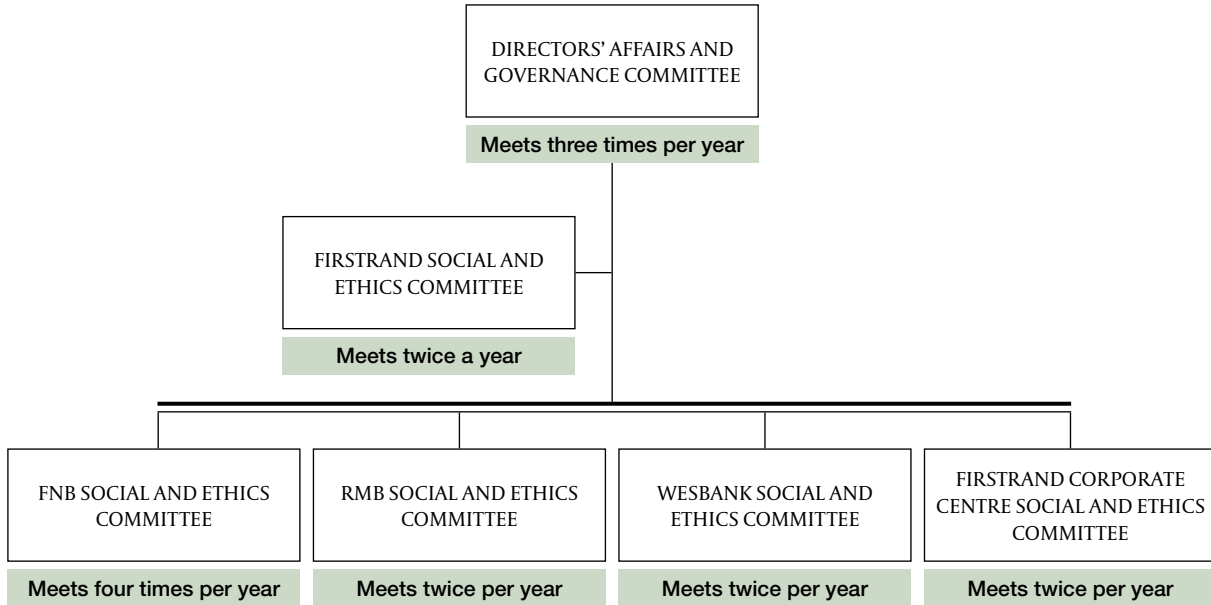 DIRECTORS’ AFFAIRS AND
GOVERNANCE COMMITTEE
Meets three times per year
FIRSTRAND SOCIAL AND
ETHICS COMMITTEE
Meets twice a year
FNB SOCIAL AND ETHICS
COMMITTEE
Meets four times per year
RMB SOCIAL AND ETHICS
COMMITTEE
Meets twice per year
WESBANK SOCIAL AND
ETHICS COMMITTEE
Meets twice per year
FIRSTRAND CORPORATE
CENTRE SOCIAL AND ETHICS
COMMITTEE
Meets twice per year